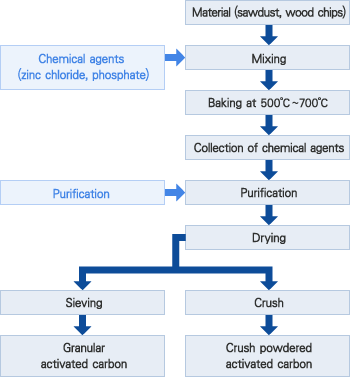 Material (sawdust, wood chips)
Chemical agents
(zinc chloride, phosphate)
Mixing
Baking at 500℃~700℃
Collection of chemical agents
Purification
Purification
Drying
Sieving
Crush
Granular
activated carbon
Crush powdered
activated carbon